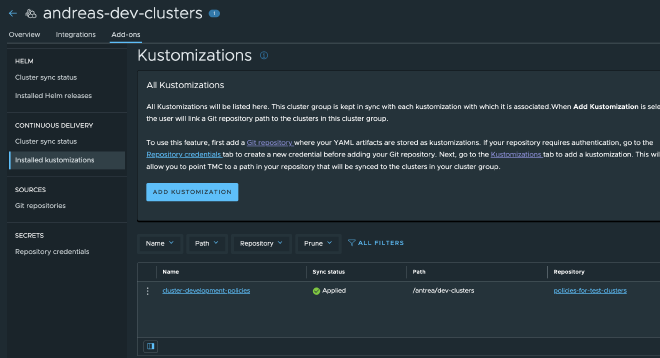 andreas-dev-clusters 1
Overview Integrations Add-ons
HELM
Cluster sync status
Installed Helm releases
CONTINUOUS DELIVERY
Cluster sync status
Installed kustomizations
SOURCES
Git repositories
SECRETS
Repository credentials
Kustomizations
All Kustomizations
All Kustomizations will be listed here. This cluster group is kept in sync with each kustomization with which it is associated.When Add Kustomization is sele
the user will link a Git repository path to the clusters in this cluster group.
To use this feature, first add a Git repository where your YAML artifacts are stored as kustomizations. If your repository requires authentication, go to the
Repository credentials tab to create a new credential before adding your Git repository. Next, go to the Kustomizations tab to add a kustomization. This will
allow you to point TMC to a path in your repository that will be synced to the clusters in your cluster group.
ADD KUSTOMIZATION
Name Path Repository Prune ALL FILTERS
Name Sync status Path Repository
cluster-development-policies Applied /antrea/dev-clusters policies-for-test-clusters